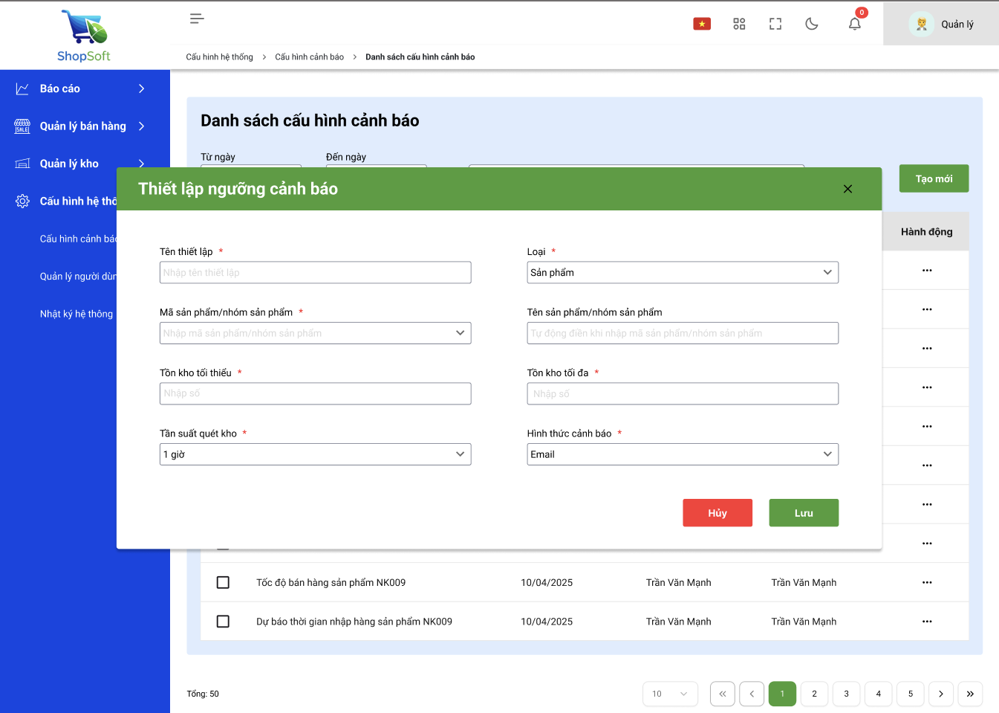 ShopSoft
0
Quản lý
Cấu hinh hệ thống
Cấu hình cảnh báo
Danh sách cấu hình cảnh báo
Báo cáo
Quản lý bán hàng
Quản lý kho
Cấu hình hệ thố
Cấu hình cảnh báo
Quản lý người dùn
Nhật ký hệ thông
Danh sách cấu hình cảnh báo
Từ ngày
Đến ngày
Tạo mới
Hành động
Thiết lập ngưỡng cảnh báo
Tên thiết lập *
Nhập tên thiết lập
Loại *
Sản phẩm
Mã sản phẩm/nhóm sản phẩm *
Nhập mã sản phẩm/nhóm sản phẩm
Tên sản phẩm/nhóm sản phẩm
Tự động điền khi nhập mã sản phẩm/nhóm sản phẩm
Tồn kho tối thiểu *
Nhập số
Tồn kho tối đa *
Nhập số
Tần suất quét kho *
1 giờ
Hình thức cảnh báo *
Email
Hủy
Lưu
Tốc độ bán hàng sản phẩm NK009 10/04/2025 Trần Văn Mạnh Trần Văn Mạnh
Dự báo thời gian nhập hàng sản phẩm NK009 10/04/2025 Trần Văn Mạnh Trần Văn Mạnh
Tổng: 50
10
1 2 3 4 5